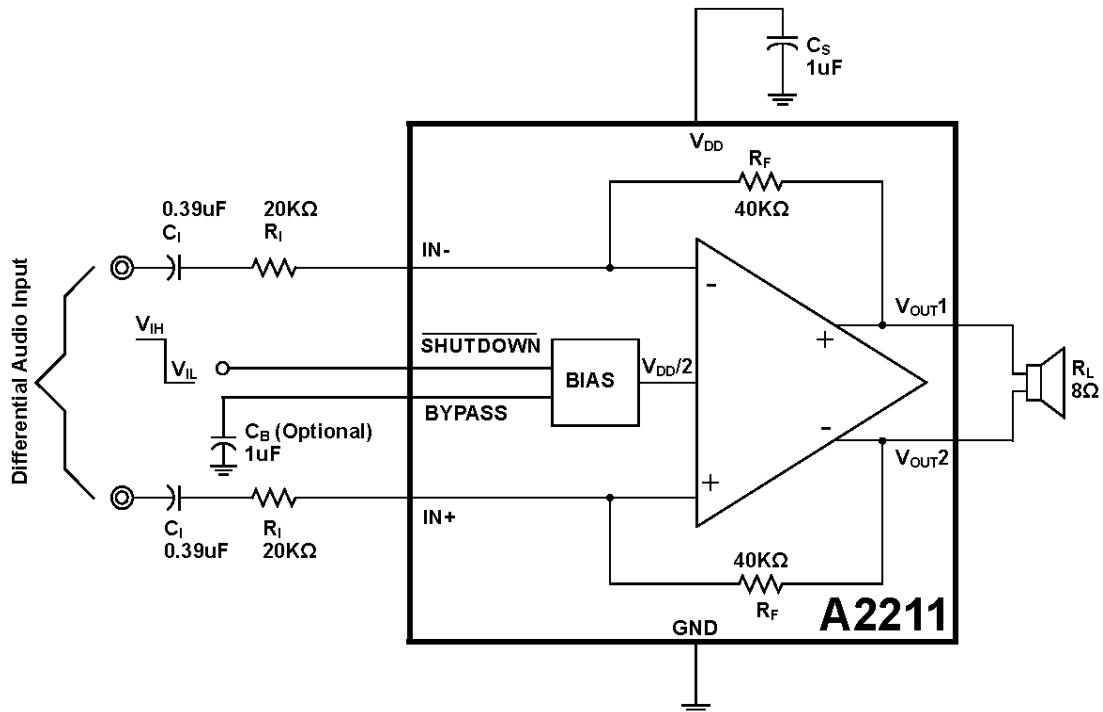 C_S
1uF
V_DD
R_F
40KΩ
0.39uF
C_I
20KΩ
R_I
IN-
-
V_OUT1
+
Differential Audio Input
V_IH
V_IL
SHUTDOWN
BIAS
V_DD/2
BYPASS
R_L
8Ω
C_B (Optional)
1uF
-
V_OUT2
+
IN+
C_I
0.39uF
R_I
20KΩ
40KΩ
R_F
A2211
GND